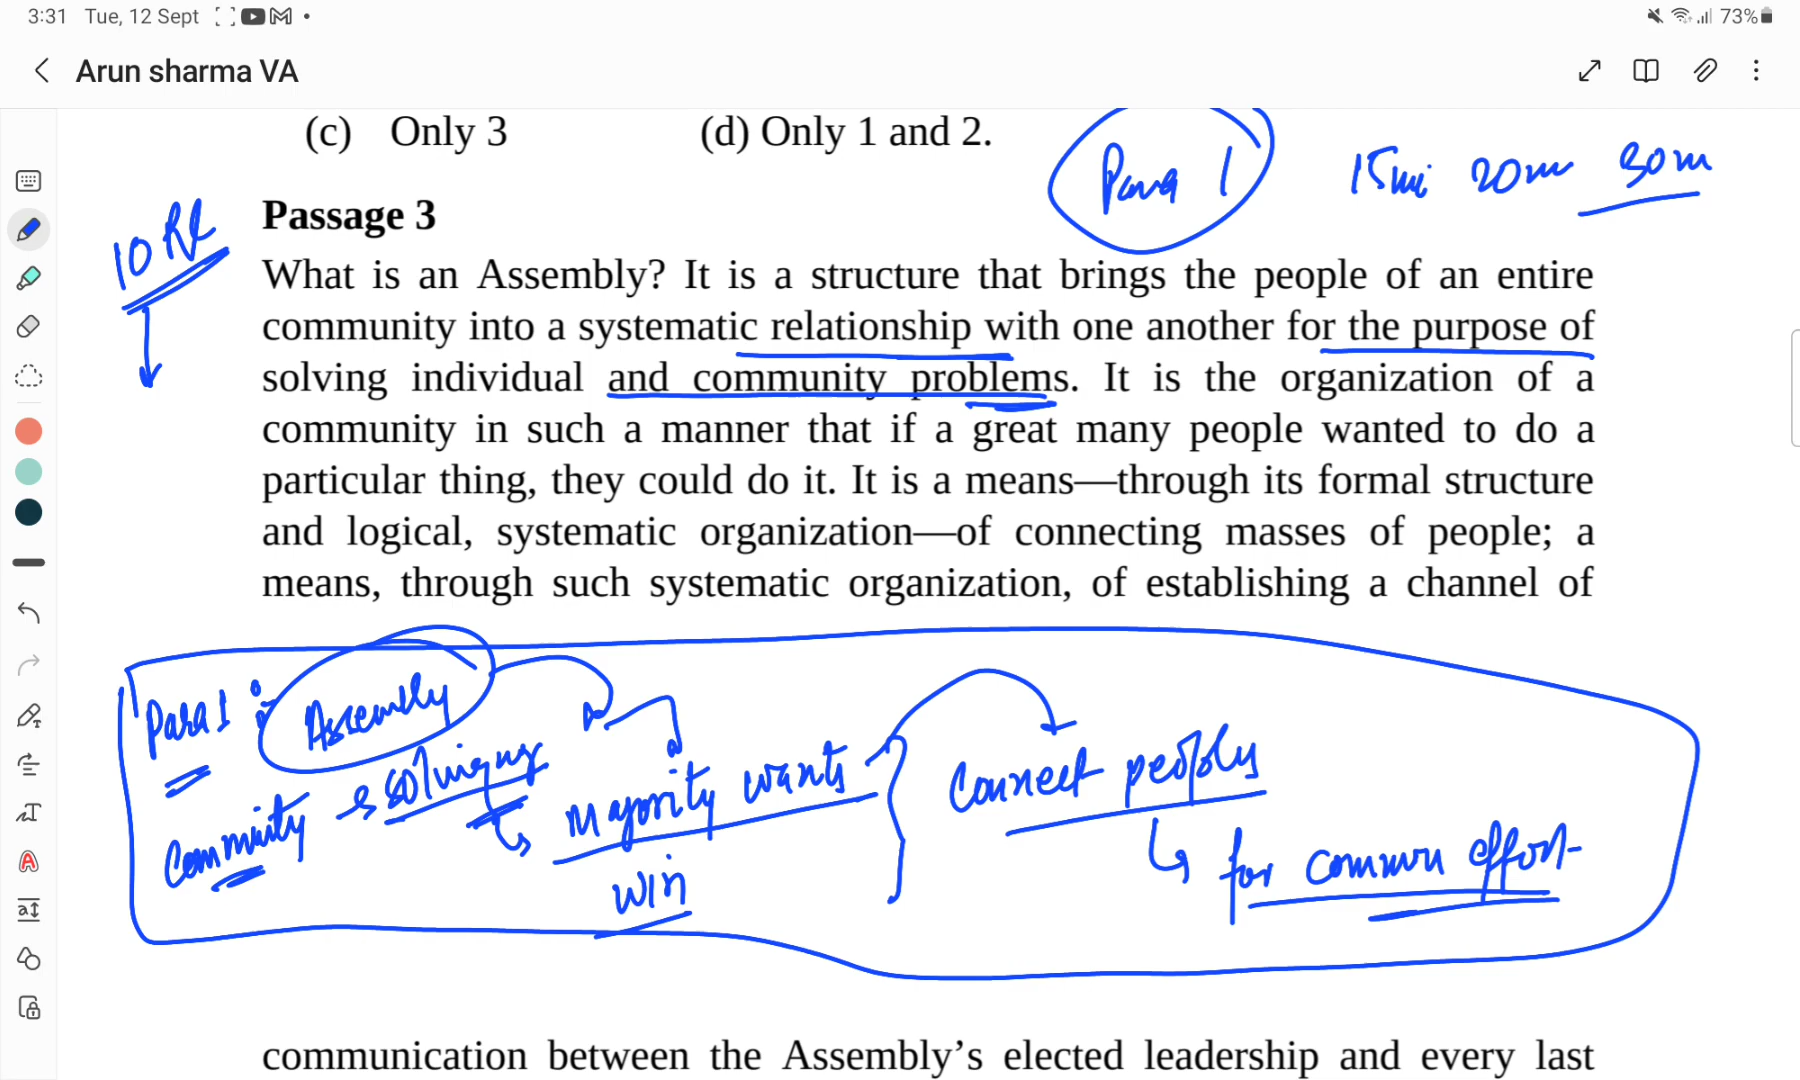 3:31 Tue, 12 Sept
73%
Arun sharma VA
(c) Only 3 (d) Only 1 and 2.
Para 1
15mi 20m 30m
10 RC
Passage 3
What is an Assembly? It is a structure that brings the people of an entire
community into a systematic relationship with one another for the purpose of
solving individual and community problems. It is the organization of a
community in such a manner that if a great many people wanted to do a
particular thing, they could do it. It is a means—through its formal structure
and logical, systematic organization—of connecting masses of people; a
means, through such systematic organization, of establishing a channel of
Para 1 : Assembly
Community → solving
majority wants
win
Connect people
for common effort
communication between the Assembly's elected leadership and every last